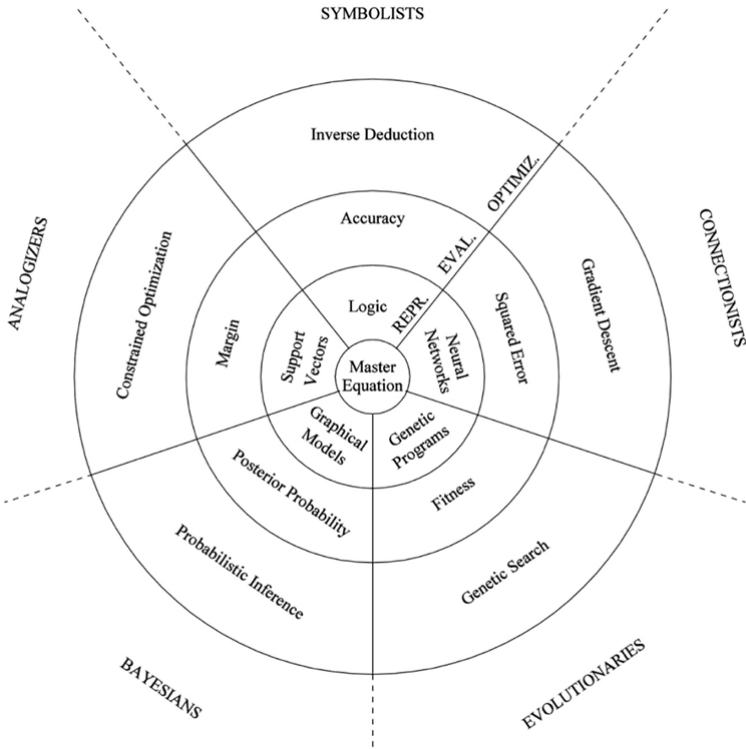 SYMBOLISTS
Inverse Deduction
OPTIMIZ.
Accuracy
EVAL.
Logic
REPR.
ANALOGIZERS
Constrained Optimization
Margin
Support
Vectors
Master
Equation
Neural
Networks
Squared Error
Gradient Descent
CONNECTIONISTS
Graphical
Models
Genetic
Programs
Posterior Probability
Fitness
Probabilistic Inference
Genetic Search
BAYESIANS
EVOLUTIONARIES